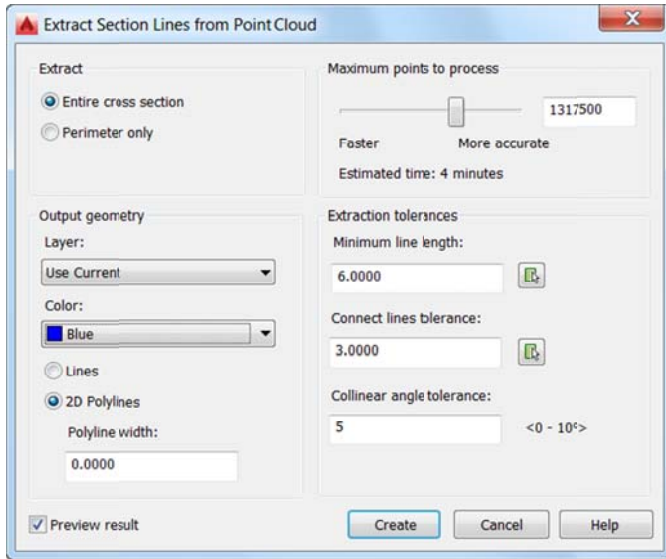 Extract Section Lines from Point Cloud
Extract
Entire cross section
Perimeter only
Maximum points to process
1317500
Faster More accurate
Estimated time: 4 minutes
Output geometry
Layer:
Use Current
Color:
Blue
Lines
2D Polylines
Polyline width:
0.0000
Extraction tolerances
Minimum line length:
6.0000
Connect lines tolerance:
3.0000
Collinear angle tolerance:
5 <0 - 10°>
Preview result
Create Cancel Help